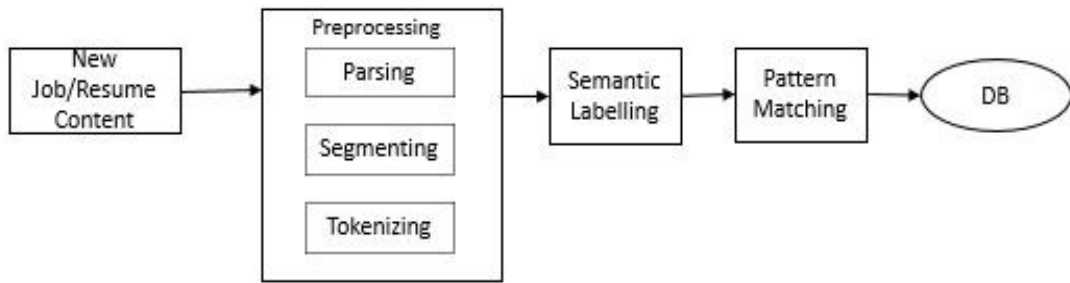 New
Job/Resume
Content
Preprocessing
Parsing
Segmenting
Tokenizing
Semantic
Labelling
Pattern
Matching
DB